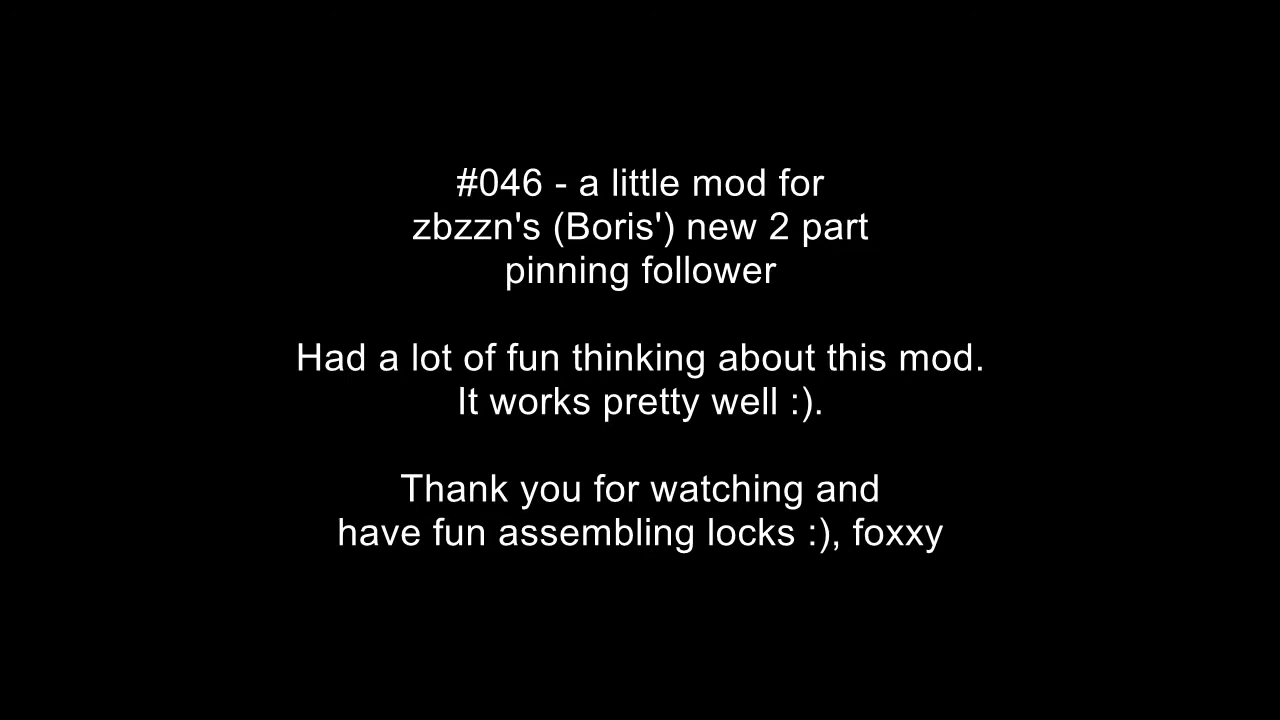 #046 - a little mod for
zbzzn's (Boris') new 2 part
pinning follower
Had a lot of fun thinking about this mod.
It works pretty well :).
Thank you for watching and
have fun assembling locks :), foxxy